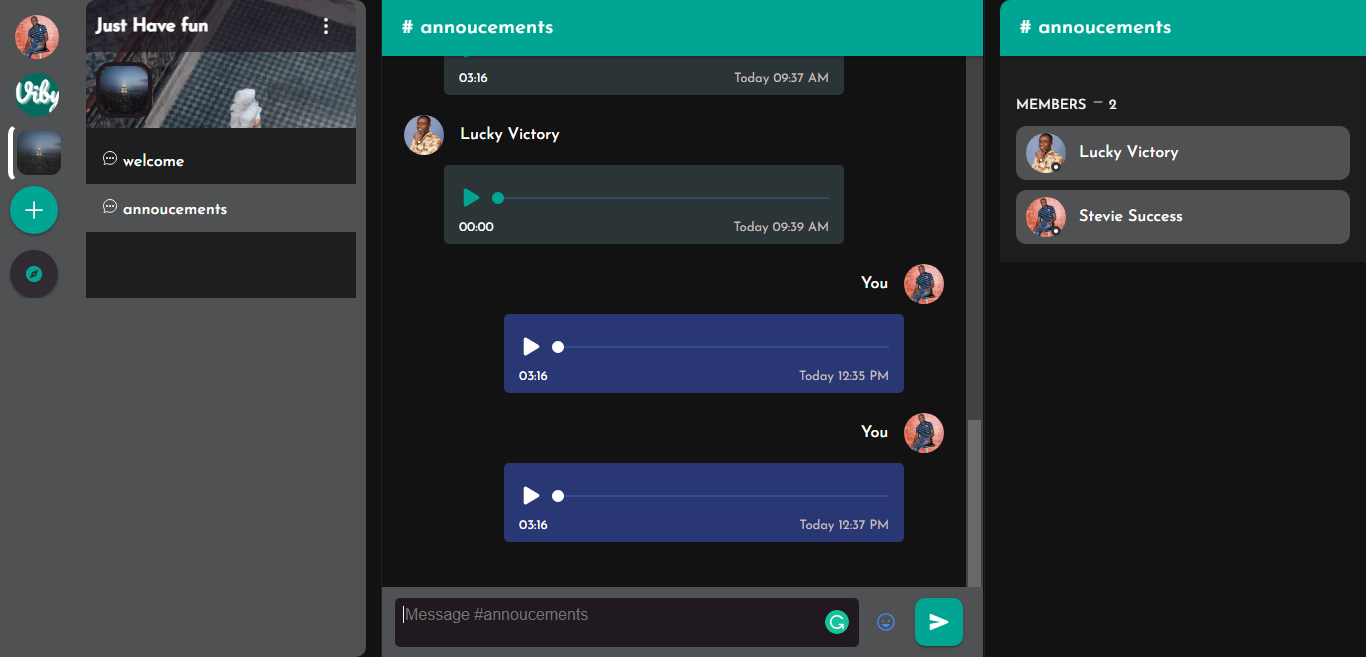 Just Have fun
Viby
welcome
annoucements
# annoucements
03:16 Today 09:37 AM
Lucky Victory
00:00 Today 09:39 AM
You
03:16 Today 12:35 PM
You
03:16 Today 12:37 PM
Message #annoucements
# annoucements
MEMBERS — 2
Lucky Victory
Stevie Success